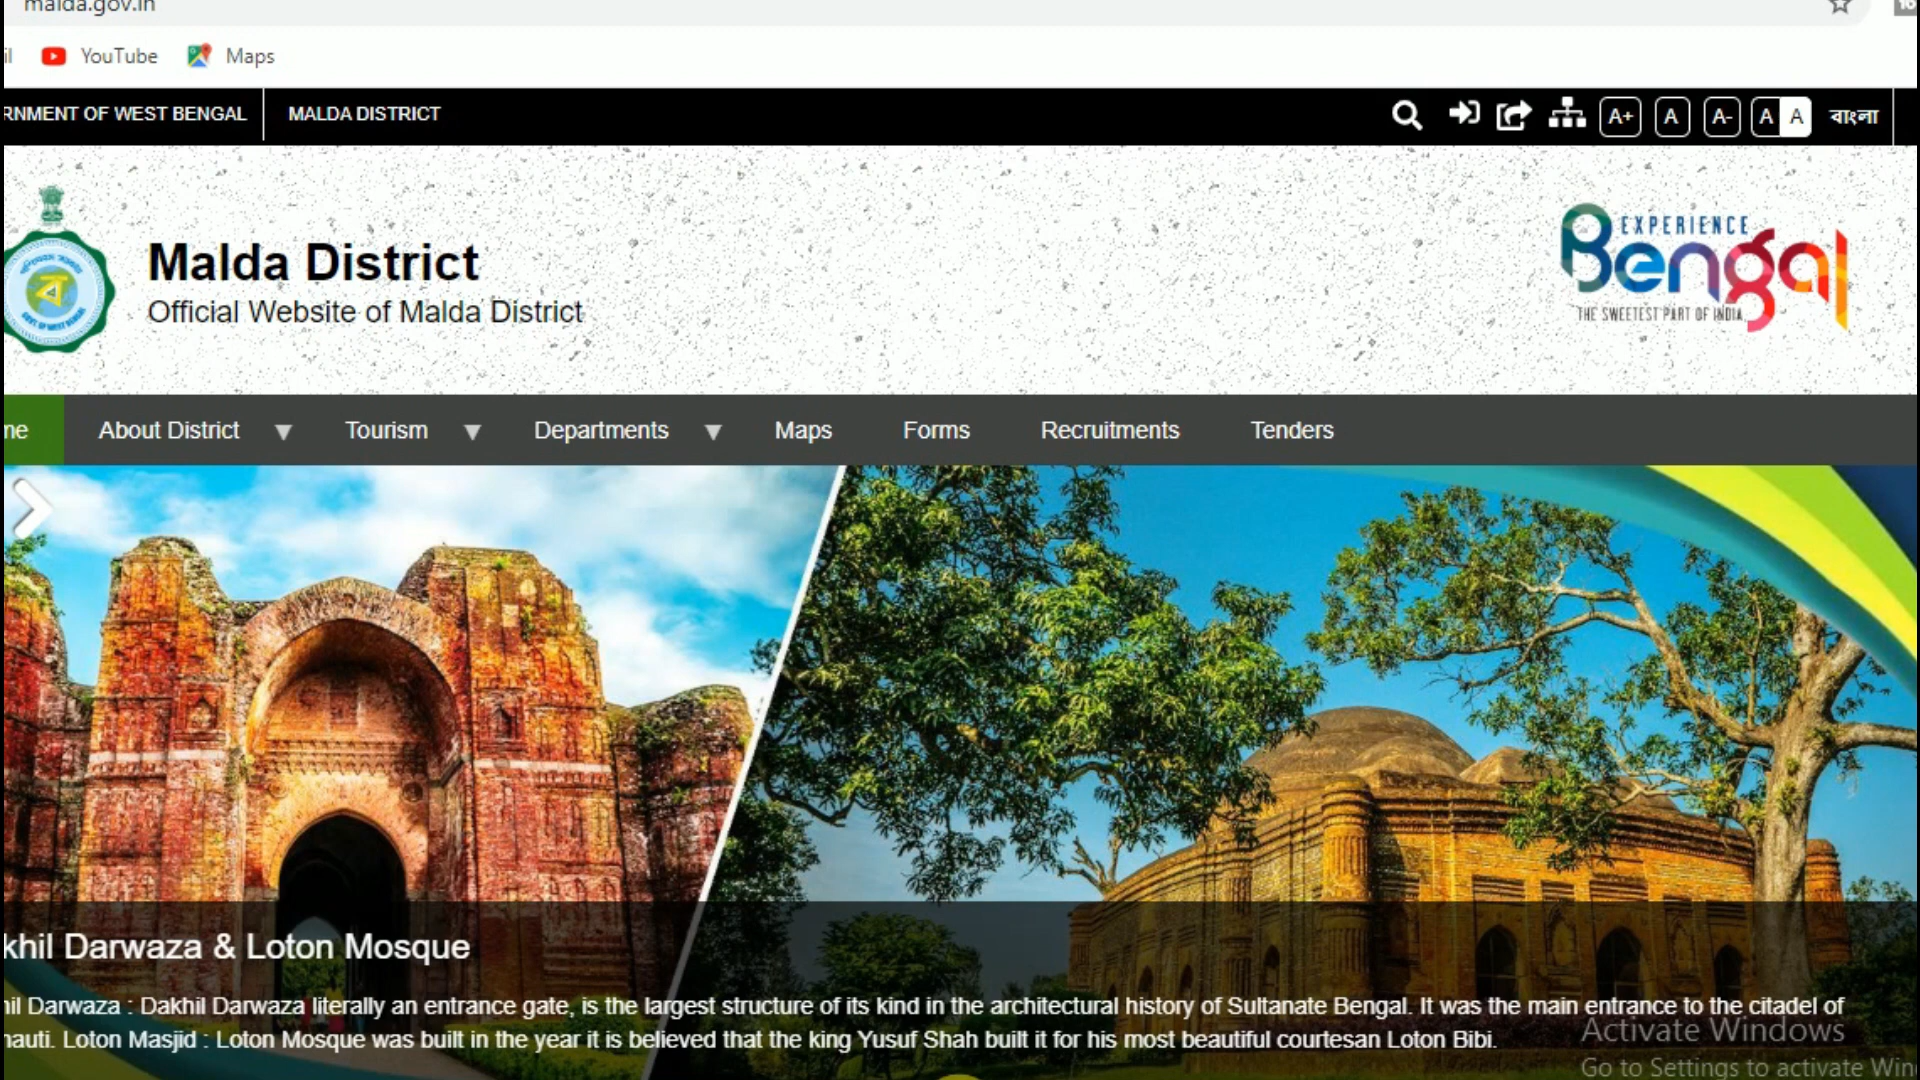 malda.gov.in
YouTube
Maps
RNMENT OF WEST BENGAL
MALDA DISTRICT
A+
A
A-
A
A
বাংলা
Malda District
Official Website of Malda District
EXPERIENCE
Bengal
THE SWEETEST PART OF INDIA
me
About District
Tourism
Departments
Maps
Forms
Recruitments
Tenders
khil Darwaza & Loton Mosque
hil Darwaza : Dakhil Darwaza literally an entrance gate, is the largest structure of its kind in the architectural history of Sultanate Bengal. It was the main entrance to the citadel of
nauti. Loton Masjid : Loton Mosque was built in the year it is believed that the king Yusuf Shah built it for his most beautiful courtesan Loton Bibi.
Activate Windows
Go to Settings to activate Win